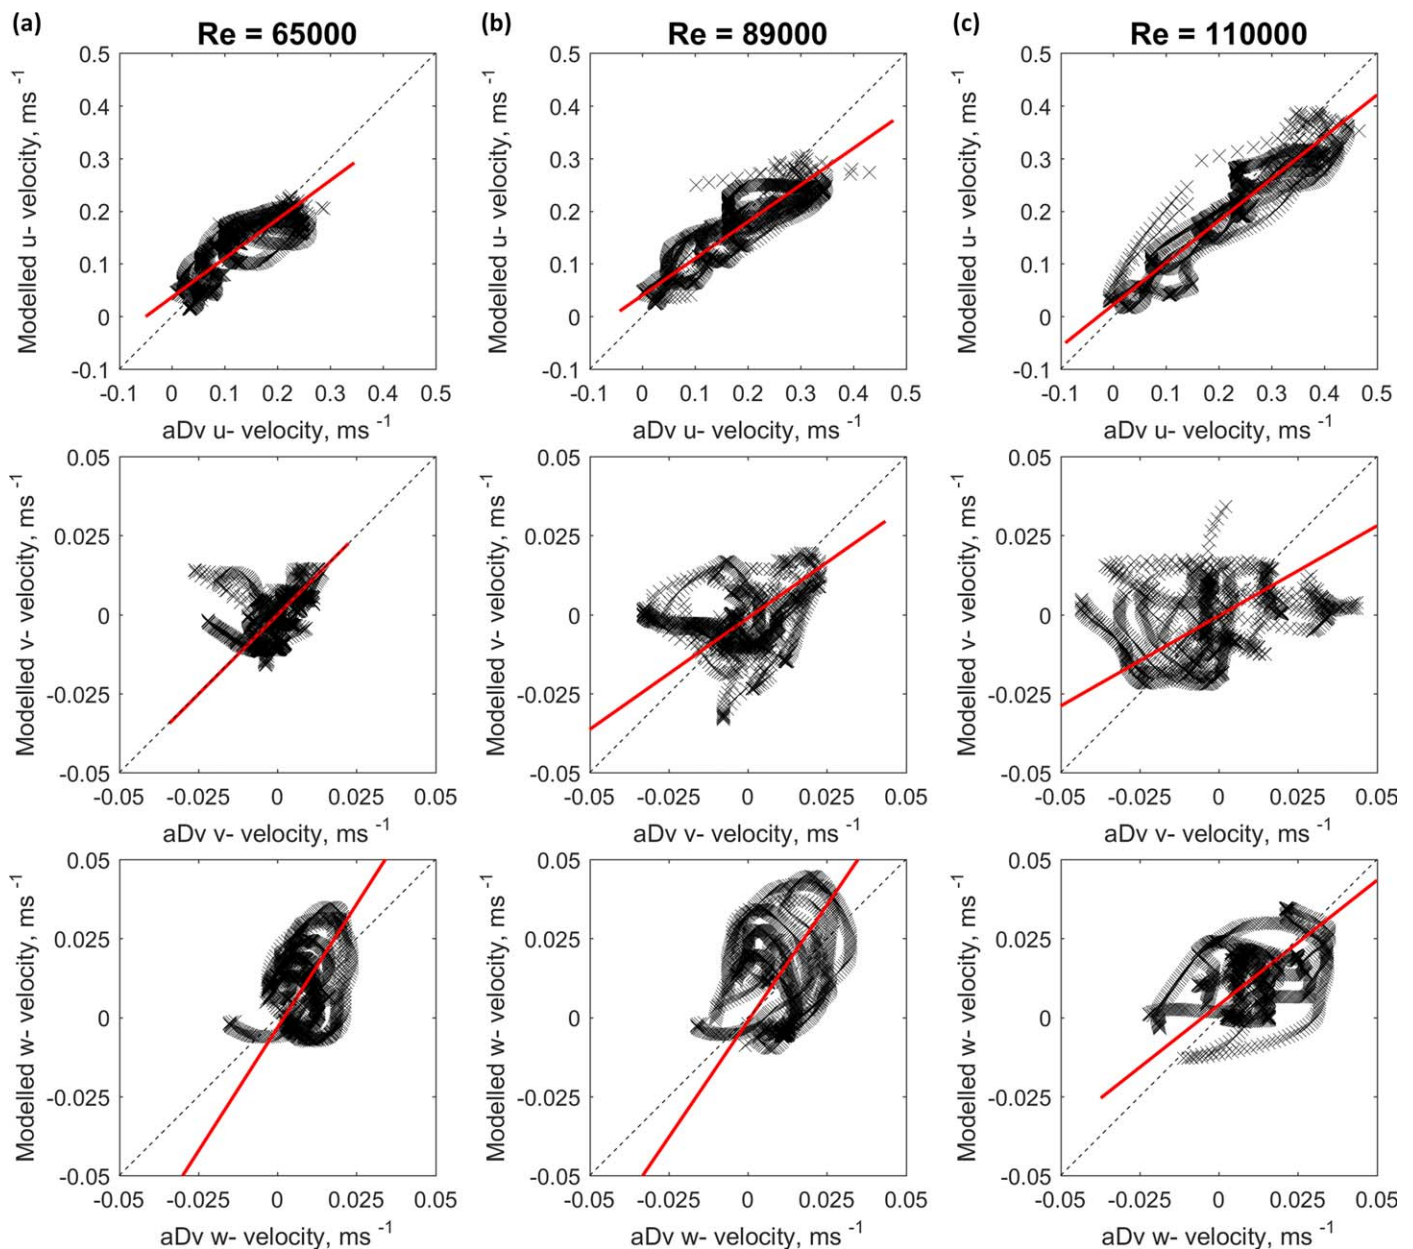 (a) Re = 65000 (b) Re = 89000 (c) Re = 110000
Modelled u- velocity, ms -1
0.5
0.4
0.3
0.2
0.1
0
-0.1
-0.1 0 0.1 0.2 0.3 0.4 0.5
aDv u- velocity, ms -1
Modelled u- velocity, ms -1
0.5
0.4
0.3
0.2
0.1
0
-0.1
-0.1 0 0.1 0.2 0.3 0.4 0.5
aDv u- velocity, ms -1
Modelled u- velocity, ms -1
0.5
0.4
0.3
0.2
0.1
0
-0.1
-0.1 0 0.1 0.2 0.3 0.4 0.5
aDv u- velocity, ms -1
Modelled v- velocity, ms -1
0.05
0.025
0
-0.025
-0.05
-0.05 -0.025 0 0.025 0.05
aDv v- velocity, ms -1
Modelled v- velocity, ms -1
0.05
0.025
0
-0.025
-0.05
-0.05 -0.025 0 0.025 0.05
aDv v- velocity, ms -1
Modelled v- velocity, ms -1
0.05
0.025
0
-0.025
-0.05
-0.05 -0.025 0 0.025 0.05
aDv v- velocity, ms -1
Modelled w- velocity, ms -1
0.05
0.025
0
-0.025
-0.05
-0.05 -0.025 0 0.025 0.05
aDv w- velocity, ms -1
Modelled w- velocity, ms -1
0.05
0.025
0
-0.025
-0.05
-0.05 -0.025 0 0.025 0.05
aDv w- velocity, ms -1
Modelled w- velocity, ms -1
0.05
0.025
0
-0.025
-0.05
-0.05 -0.025 0 0.025 0.05
aDv w- velocity, ms -1